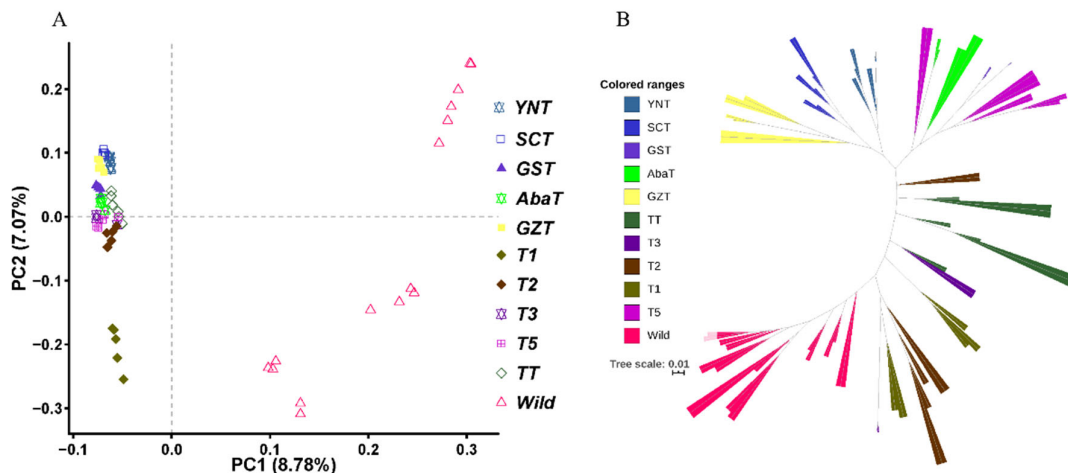 A
B
0.2
0.1
0.0
−0.1
−0.2
−0.3
PC2 (7.07%)
−0.1
0.0
0.1
0.2
0.3
PC1 (8.78%)
YNT
SCT
GST
AbaT
GZT
T1
T2
T3
T5
TT
Wild
Colored ranges
YNT
SCT
GST
AbaT
GZT
TT
T3
T2
T1
T5
Wild
Tree scale: 0.01